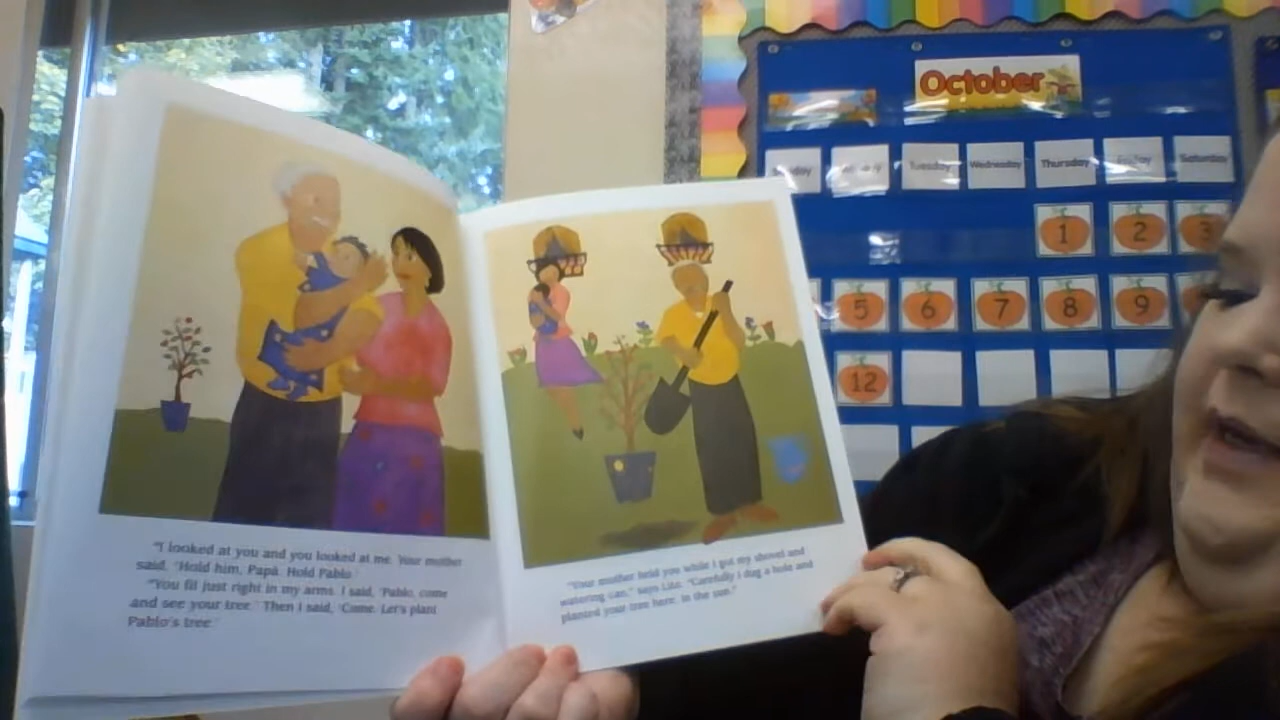 October
Tuesday
Wednesday
Thursday
Friday
Saturday
1
2
3
5
6
7
8
9
12
"I looked at you and you looked at me. Your mother
said, 'Hold him, Papa. Hold Pablo.'
"You fit just right in my arms. I said, 'Pablo, come
and see your tree.' Then I said, 'Come. Let's plant
Pablo's tree.'
"Your mother held you while I got my shovel and
watering can," says Lito. "Carefully I dug a hole and
planted your tree here, in the sun."